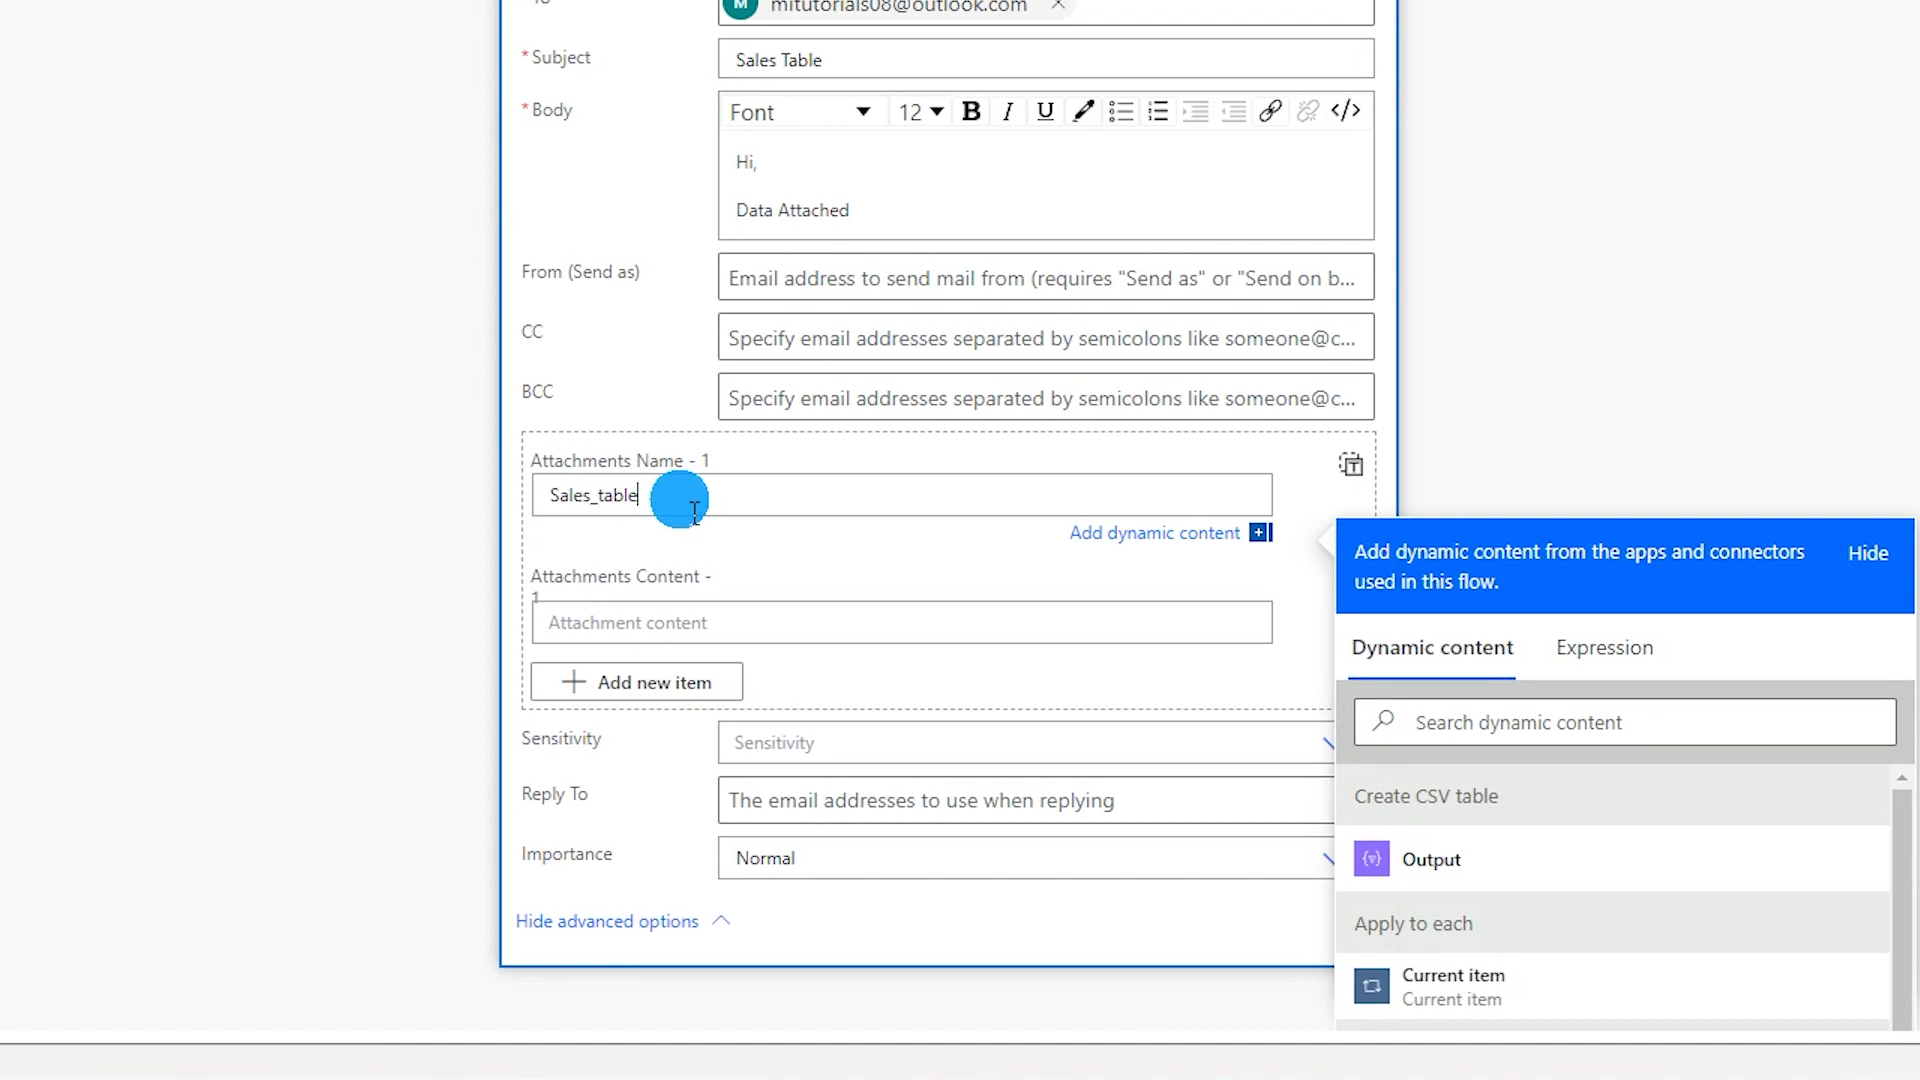 To
M mitutorials08@outlook.com
* Subject
Sales Table
* Body
Font 12 B I U </>
Hi,
Data Attached
From (Send as)
Email address to send mail from (requires "Send as" or "Send on b...
CC
Specify email addresses separated by semicolons like someone@c...
BCC
Specify email addresses separated by semicolons like someone@c...
Attachments Name - 1
Sales_table
Add dynamic content
Attachments Content -
1
Attachment content
Add new item
Sensitivity
Sensitivity
Reply To
The email addresses to use when replying
Importance
Normal
Hide advanced options
Add dynamic content from the apps and connectors
used in this flow.
Hide
Dynamic content Expression
Search dynamic content
Create CSV table
Output
Apply to each
Current item
Current item